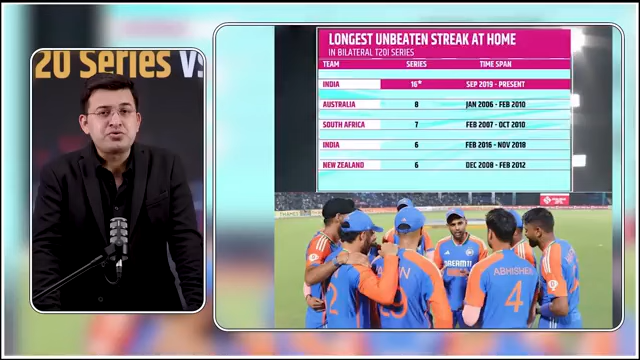 20 Series vs
LONGEST UNBEATEN STREAK AT HOME
IN BILATERAL T20I SERIES
TEAM SERIES TIME SPAN
INDIA 16* SEP 2019 - PRESENT
AUSTRALIA 8 JAN 2006 - FEB 2010
SOUTH AFRICA 7 FEB 2007 - OCT 2010
INDIA 6 FEB 2016 - NOV 2018
NEW ZEALAND 6 DEC 2008 - FEB 2012
DREAM11
ABHISHEK
2
4